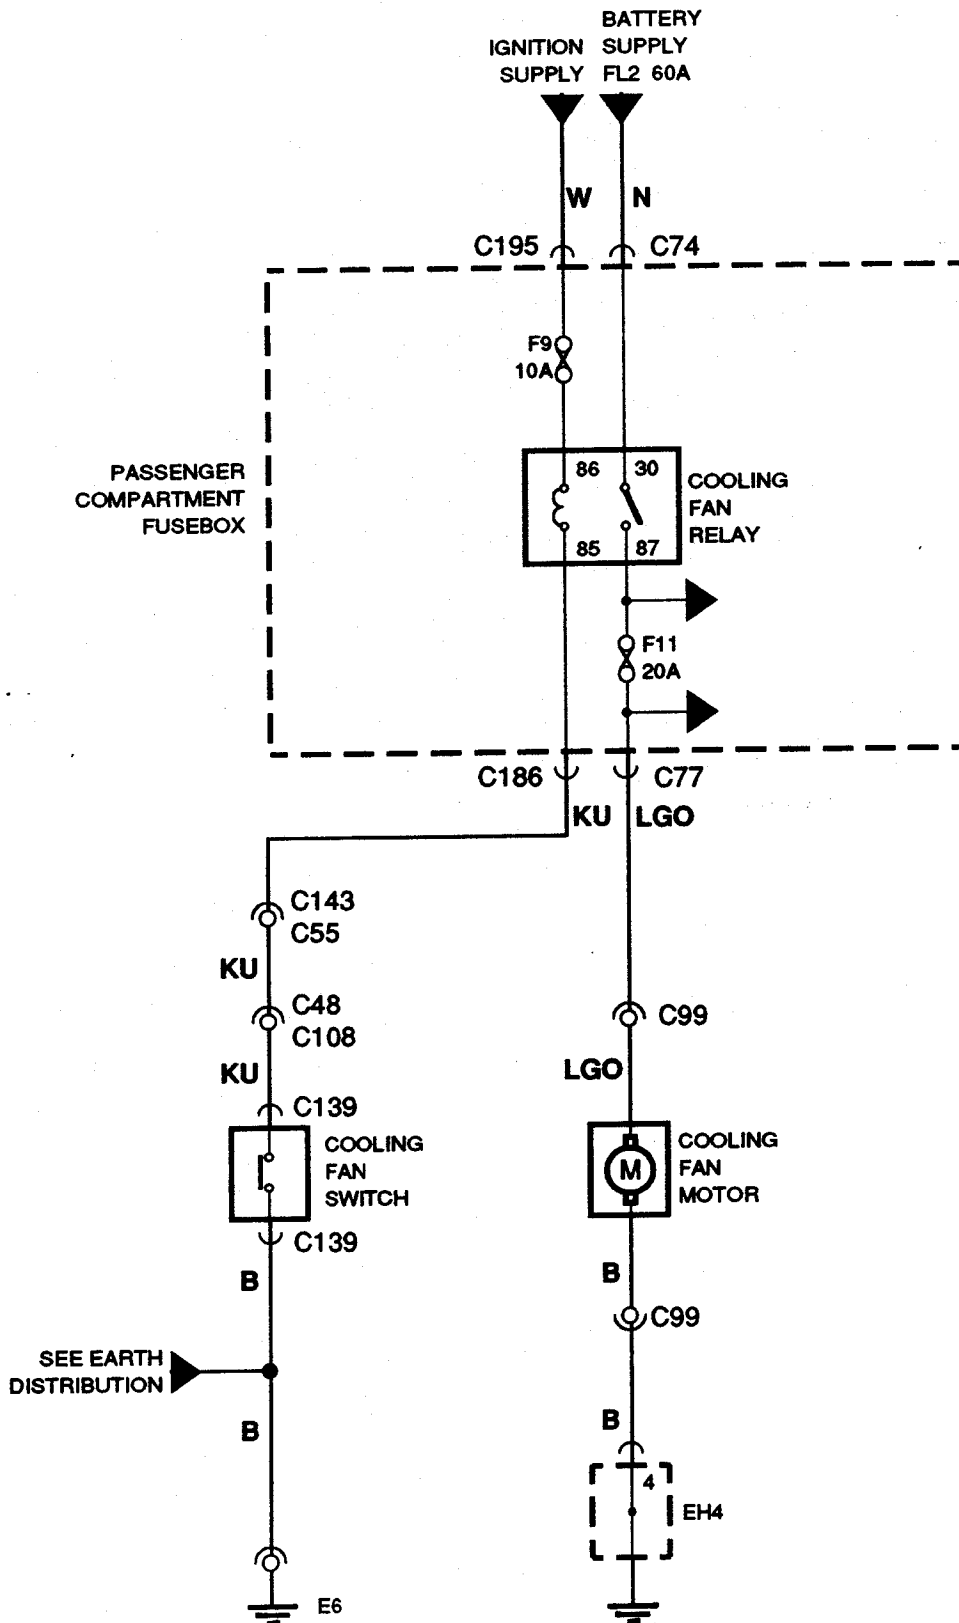 IGNITION
SUPPLY
BATTERY
SUPPLY
FL2 60A
W
N
C195
C74
F9
10A
PASSENGER
COMPARTMENT
FUSEBOX
86
30
85
87
COOLING
FAN
RELAY
F11
20A
C186
C77
KU
LGO
C143
C55
KU
C48
C108
C99
KU
LGO
C139
COOLING
FAN
SWITCH
M
COOLING
FAN
MOTOR
C139
B
B
C99
SEE EARTH
DISTRIBUTION
B
B
4
EH4
E6